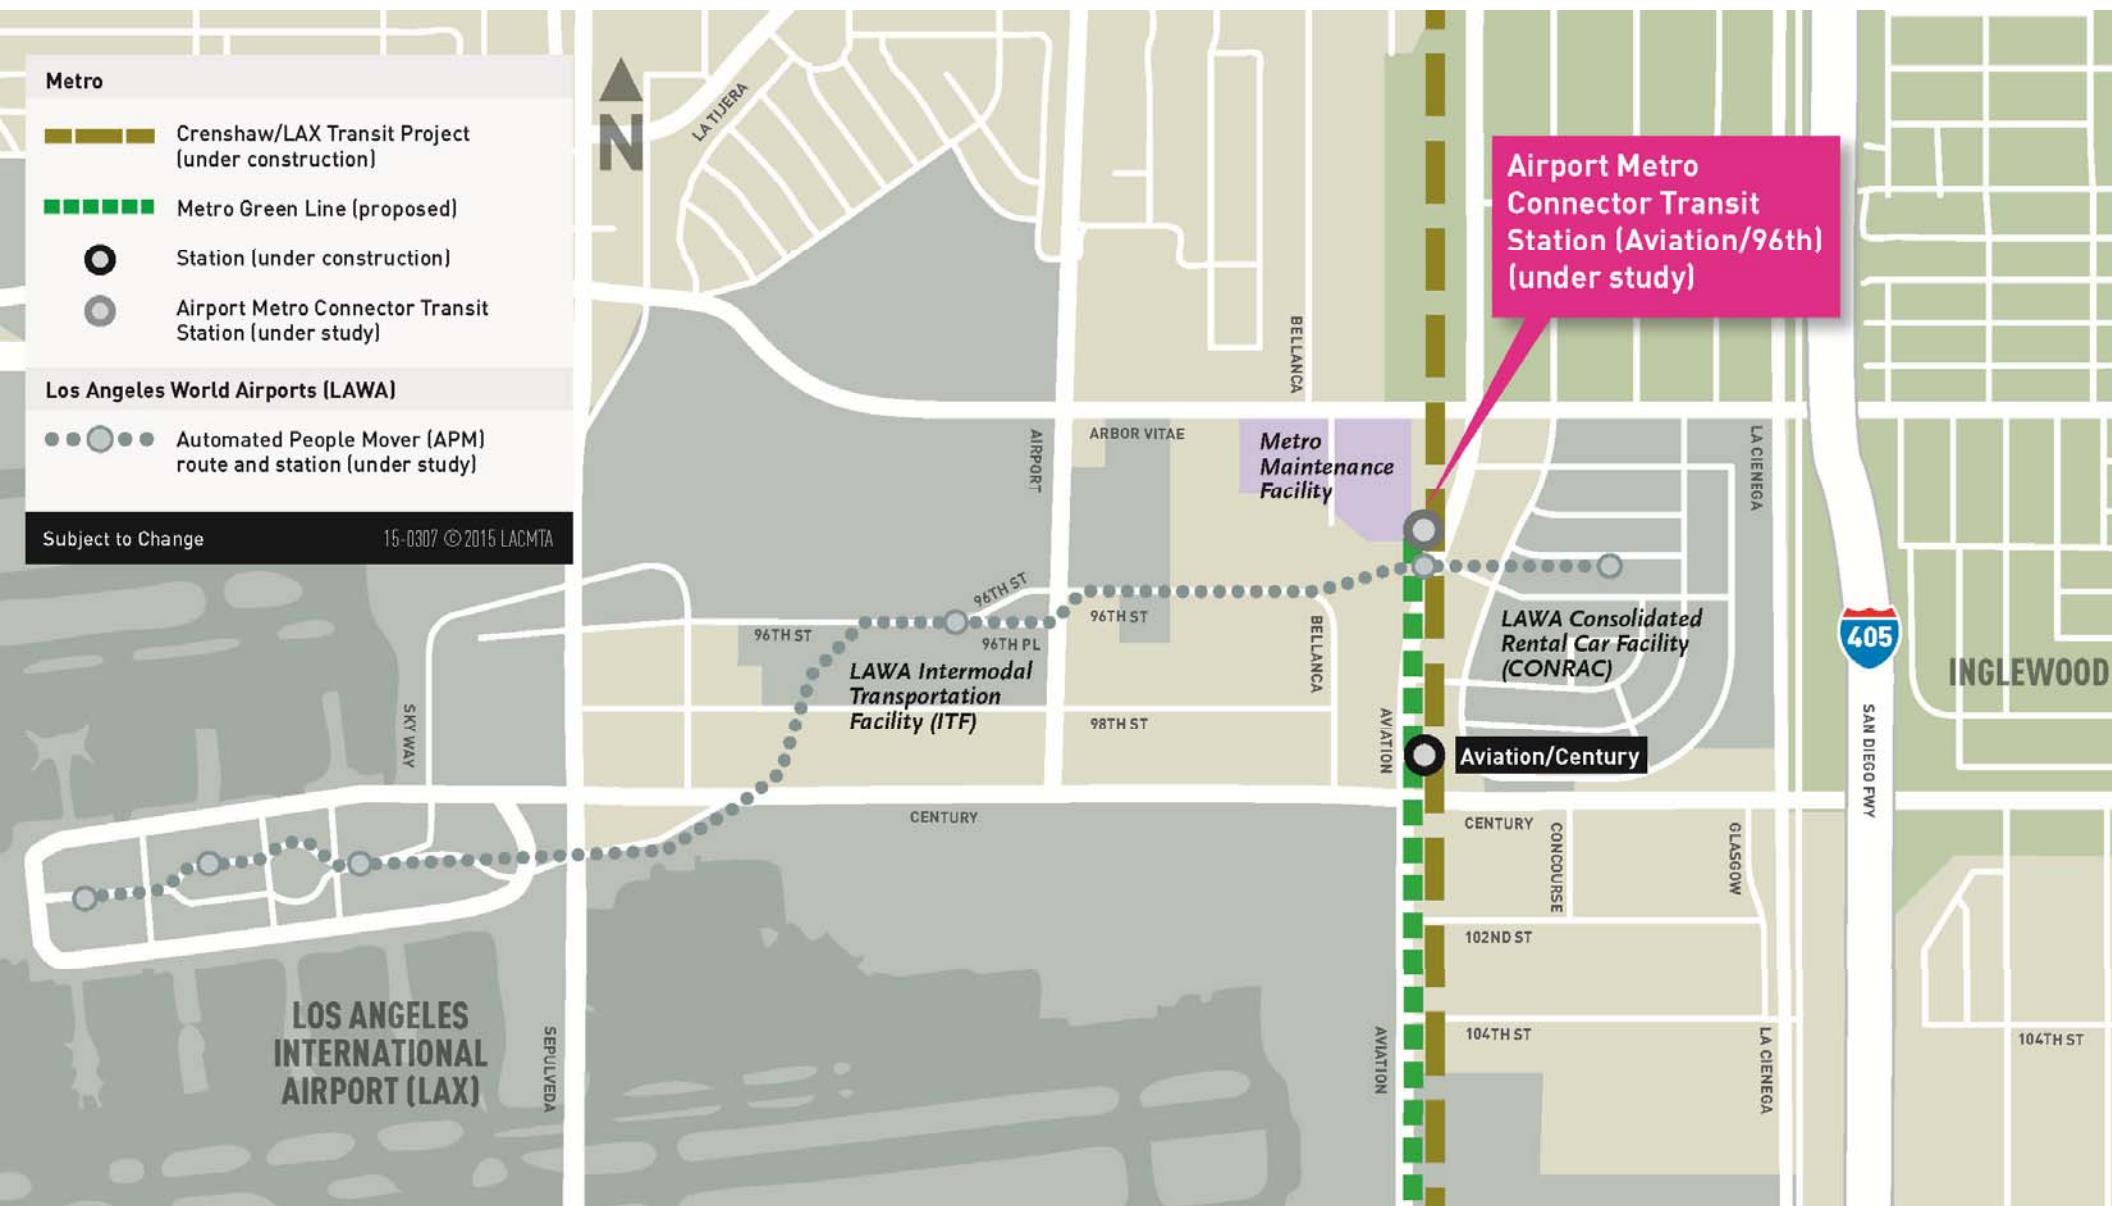 Metro
Crenshaw/LAX Transit Project
(under construction)
Metro Green Line (proposed)
Station (under construction)
Airport Metro Connector Transit
Station (under study)
Los Angeles World Airports (LAWA)
Automated People Mover (APM)
route and station (under study)
Subject to Change
15-0307 ©2015 LACMTA
N
LA TIJERA
Airport Metro
Connector Transit
Station (Aviation/96th)
(under study)
BELLANCA
AIRPORT
ARBOR VITAE
Metro
Maintenance
Facility
LA CIENEGA
96TH ST
96TH ST
96TH PL
96TH ST
LAWA Intermodal
Transportation
Facility (ITF)
BELLANCA
LAWA Consolidated
Rental Car Facility
(CONRAC)
405
INGLEWOOD
SKY WAY
98TH ST
AVIATION
Aviation/Century
SAN DIEGO FWY
CENTURY
CENTURY
CONCOURSE
GLASGOW
102ND ST
LOS ANGELES
INTERNATIONAL
AIRPORT (LAX)
SEPULVEDA
AVIATION
104TH ST
LA CIENEGA
104TH ST